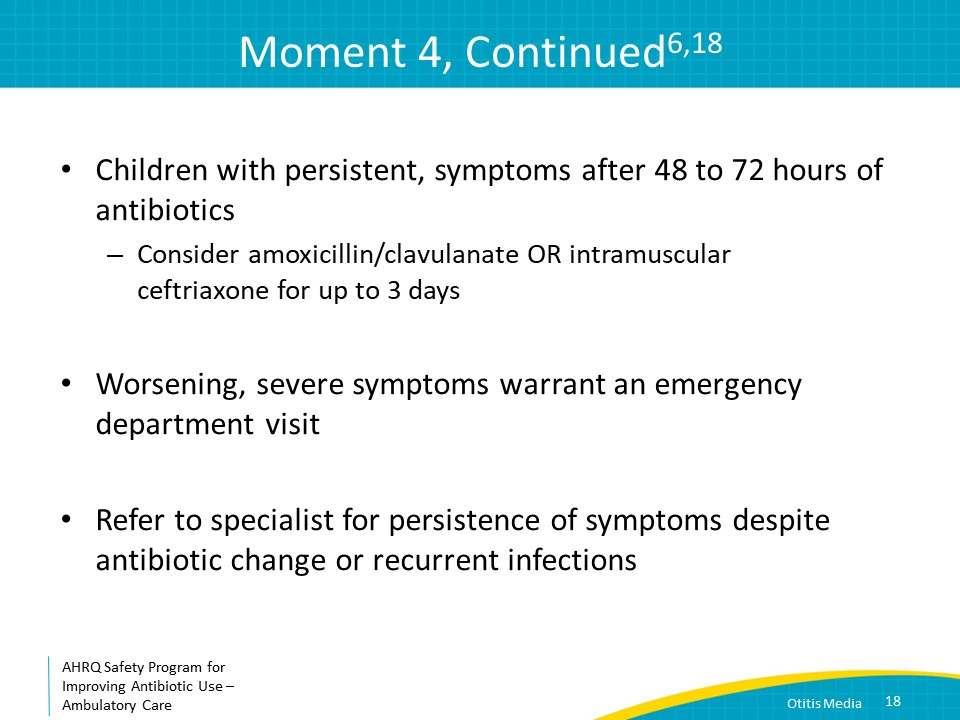 Moment 4, Continued6,18
• Children with persistent, symptoms after 48 to 72 hours of
antibiotics
– Consider amoxicillin/clavulanate OR intramuscular
ceftriaxone for up to 3 days
• Worsening, severe symptoms warrant an emergency
department visit
• Refer to specialist for persistence of symptoms despite
antibiotic change or recurrent infections
AHRQ Safety Program for
Improving Antibiotic Use –
Ambulatory Care
Otitis Media 18